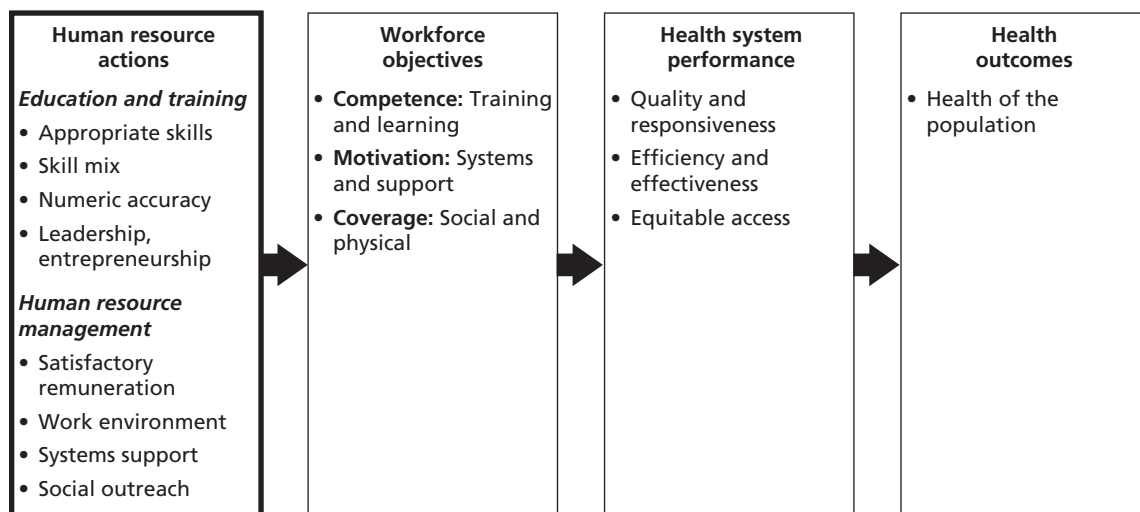 Human resource
actions
Education and training
• Appropriate skills
• Skill mix
• Numeric accuracy
• Leadership,
entrepreneurship
Human resource
management
• Satisfactory
remuneration
• Work environment
• Systems support
• Social outreach
Workforce
objectives
• Competence: Training
and learning
• Motivation: Systems
and support
• Coverage: Social and
physical
Health system
performance
• Quality and
responsiveness
• Efficiency and
effectiveness
• Equitable access
Health
outcomes
• Health of the
population